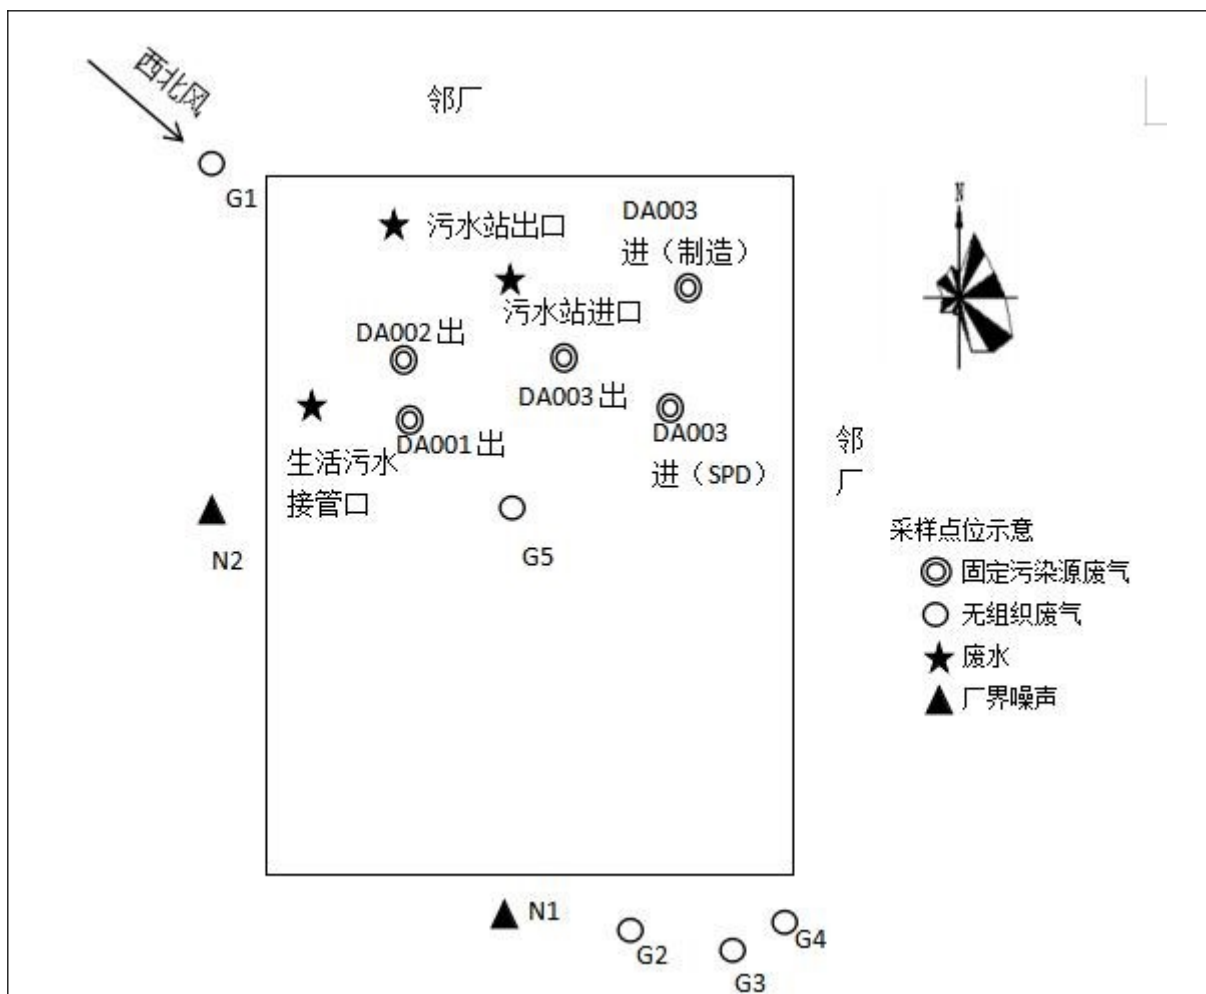 西北风
邻厂
G1
N
污水站出口
DA003
进（制造）
污水站进口
DA002出
DA003出
DA001出
DA003
进（SPD）
生活污水
接管口
邻
厂
N2
G5
采样点位示意
固定污染源废气
无组织废气
废水
厂界噪声
N1
G2
G3
G4